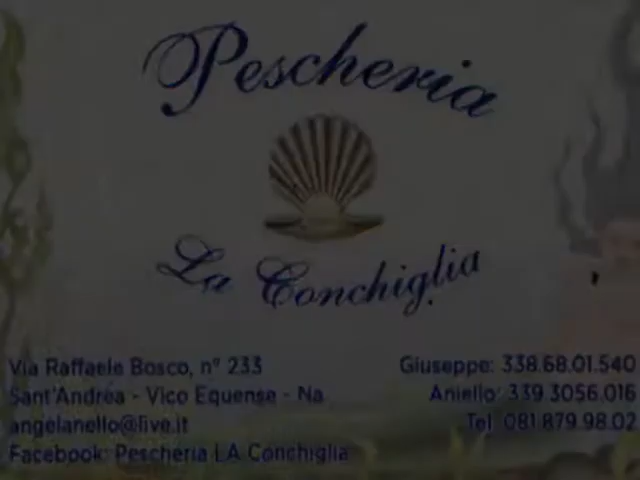 Pescheria
La Conchiglia
Via Raffaele Bosco, n° 233
Sant'Andrea - Vico Equense - Na
angelanello@live.it
Facebook: Pescheria LA Conchiglia
Giuseppe: 338.68.01.540
Aniello: 339.3056.016
Tel. 081.879.98.02